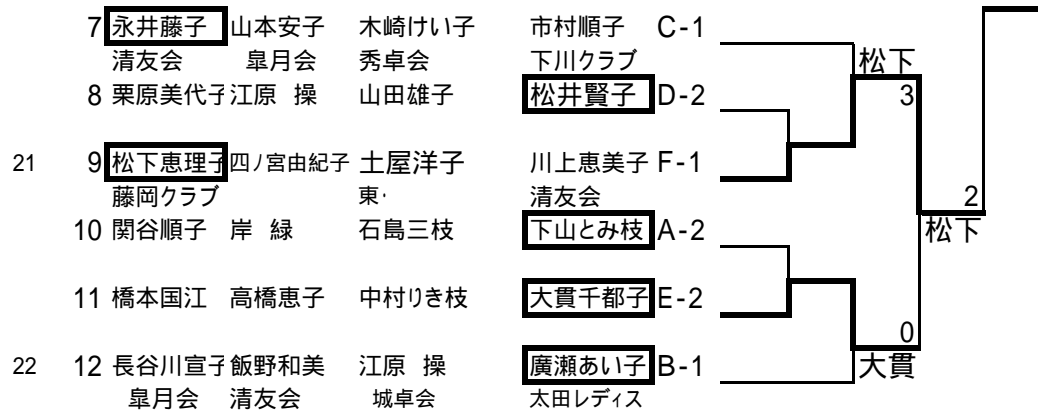 7 永井藤子 山本安子 木崎けい子 市村順子 C-1
清友会 皐月会 秀卓会 下川クラブ 松下
8 栗原美代子 江原 操 山田雄子 松井賢子 D-2 3
21 9 松下恵理子 四ノ宮由紀子 土屋洋子 川上恵美子 F-1
藤岡クラブ 東・ 清友会 2
10 関谷順子 岸 緑 石島三枝 下山とみ枝 A-2 松下
11 橋本国江 高橋恵子 中村りき枝 大貫千都子 E-2
0
22 12 長谷川宣子 飯野和美 江原 操 廣瀬あい子 B-1 大貫
皐月会 清友会 城卓会 太田レディス